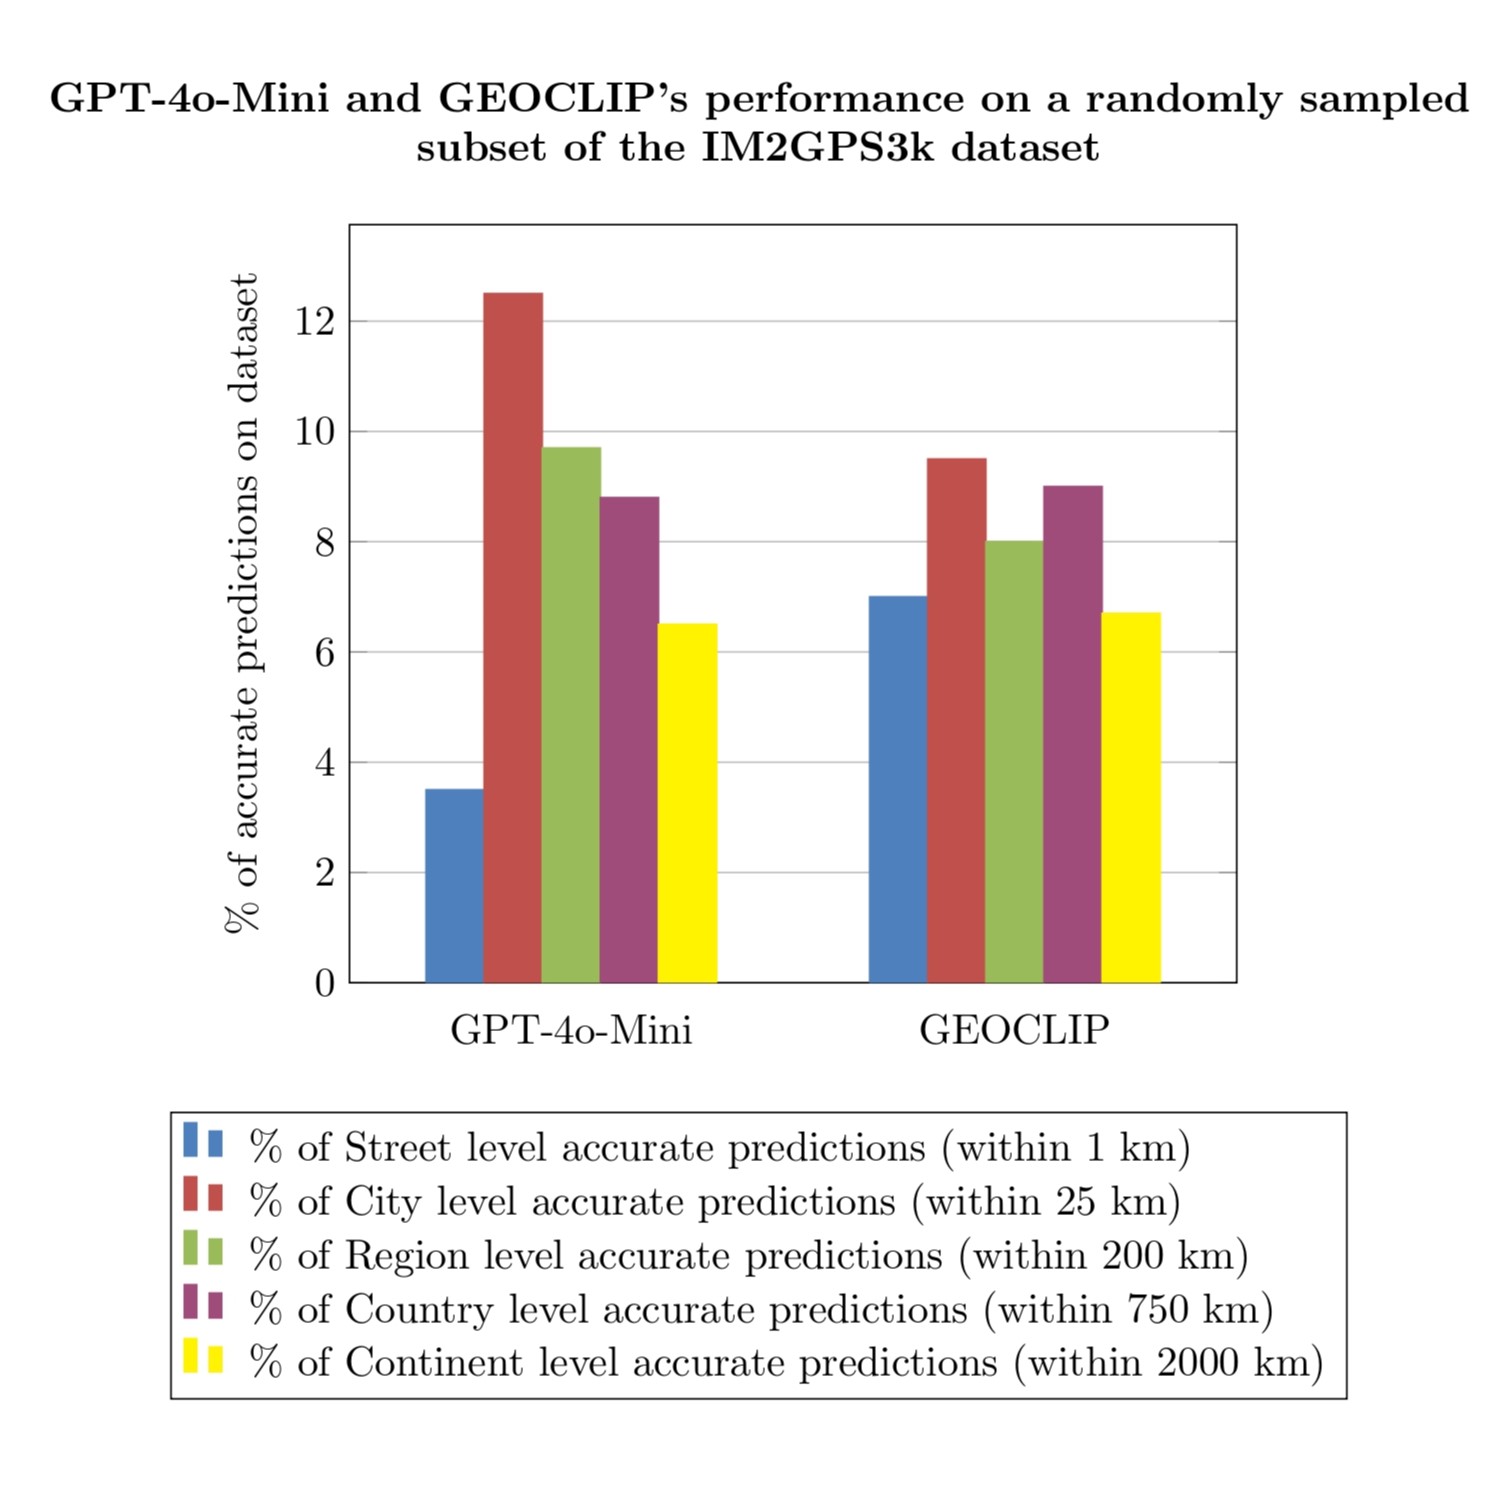 GPT-4o-Mini and GEOCLIP's performance on a randomly sampled
subset of the IM2GPS3k dataset
% of accurate predictions on dataset
12
10
8
6
4
2
0
GPT-4o-Mini GEOCLIP
% of Street level accurate predictions (within 1 km)
% of City level accurate predictions (within 25 km)
% of Region level accurate predictions (within 200 km)
% of Country level accurate predictions (within 750 km)
% of Continent level accurate predictions (within 2000 km)